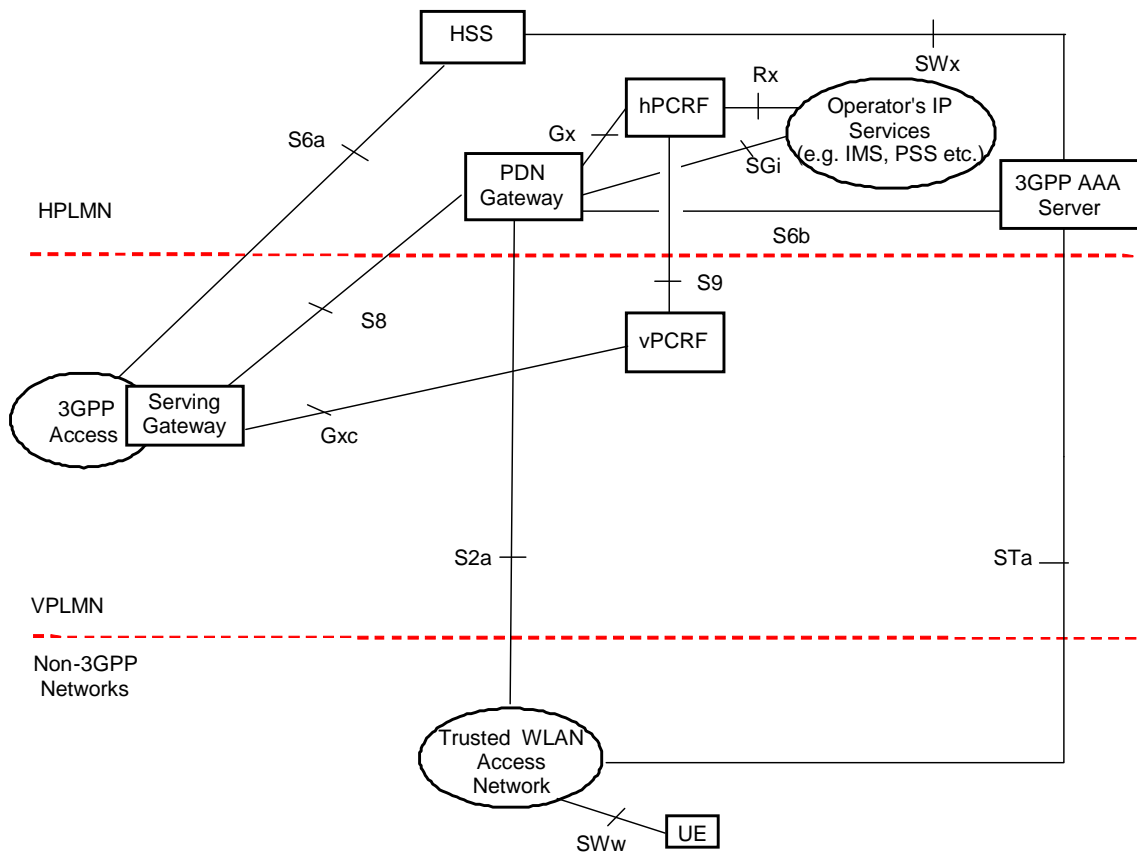 HSS
SWx
Rx
hPCRF
Operator's IP
Services
(e.g. IMS, PSS etc.)
Gx
S6a
SGi
PDN
Gateway
3GPP AAA
Server
HPLMN
S6b
S9
S8
vPCRF
3GPP
Access
Serving
Gateway
Gxc
S2a
STa
VPLMN
Non-3GPP
Networks
Trusted WLAN
Access
Network
SWw
UE